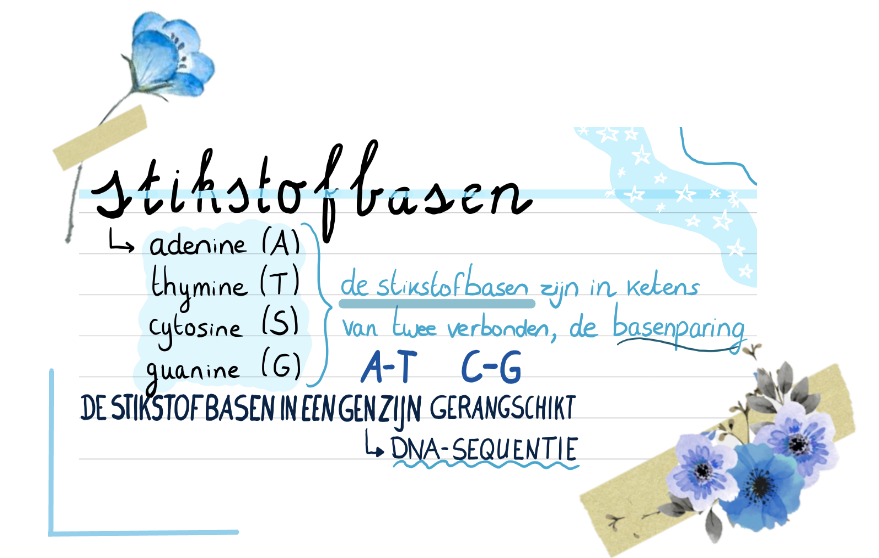 stikstofbasen
↳ adenine (A)
thymine (T)
cytosine (S)
guanine (G)
de stikstofbasen zijn in ketens
van twee verbonden, de basenparing
A-T C-G
DE STIKSTOFBASEN IN EEN GEN ZIJN GERANGSCHIKT
↳ DNA-SEQUENTIE